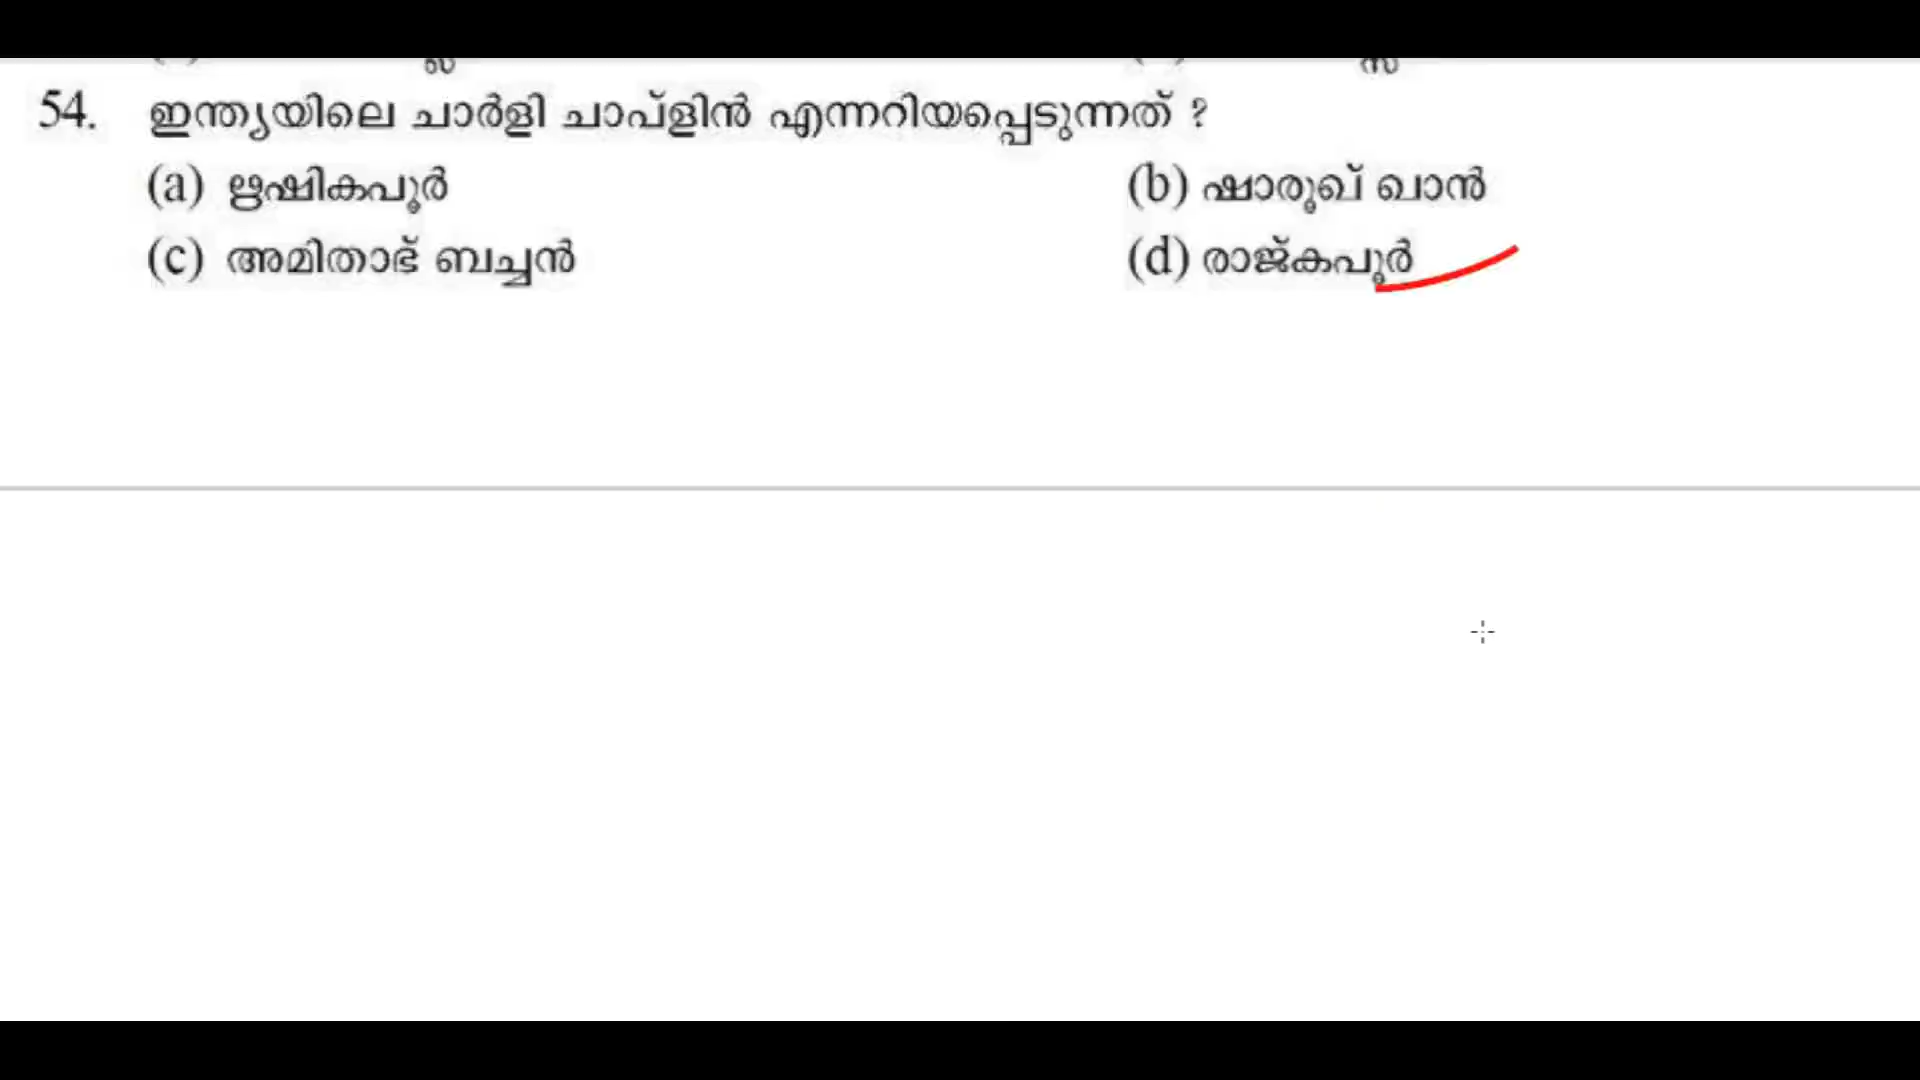 54. ഇന്ത്യയിലെ ചാർളി ചാപ്ളിൻ എന്നറിയപ്പെടുന്നത് ?
(a) ഋഷികപൂർ (b) ഷാരൂഖ് ഖാൻ
(c) അമിതാഭ് ബച്ചൻ (d) രാജ്കപൂർ